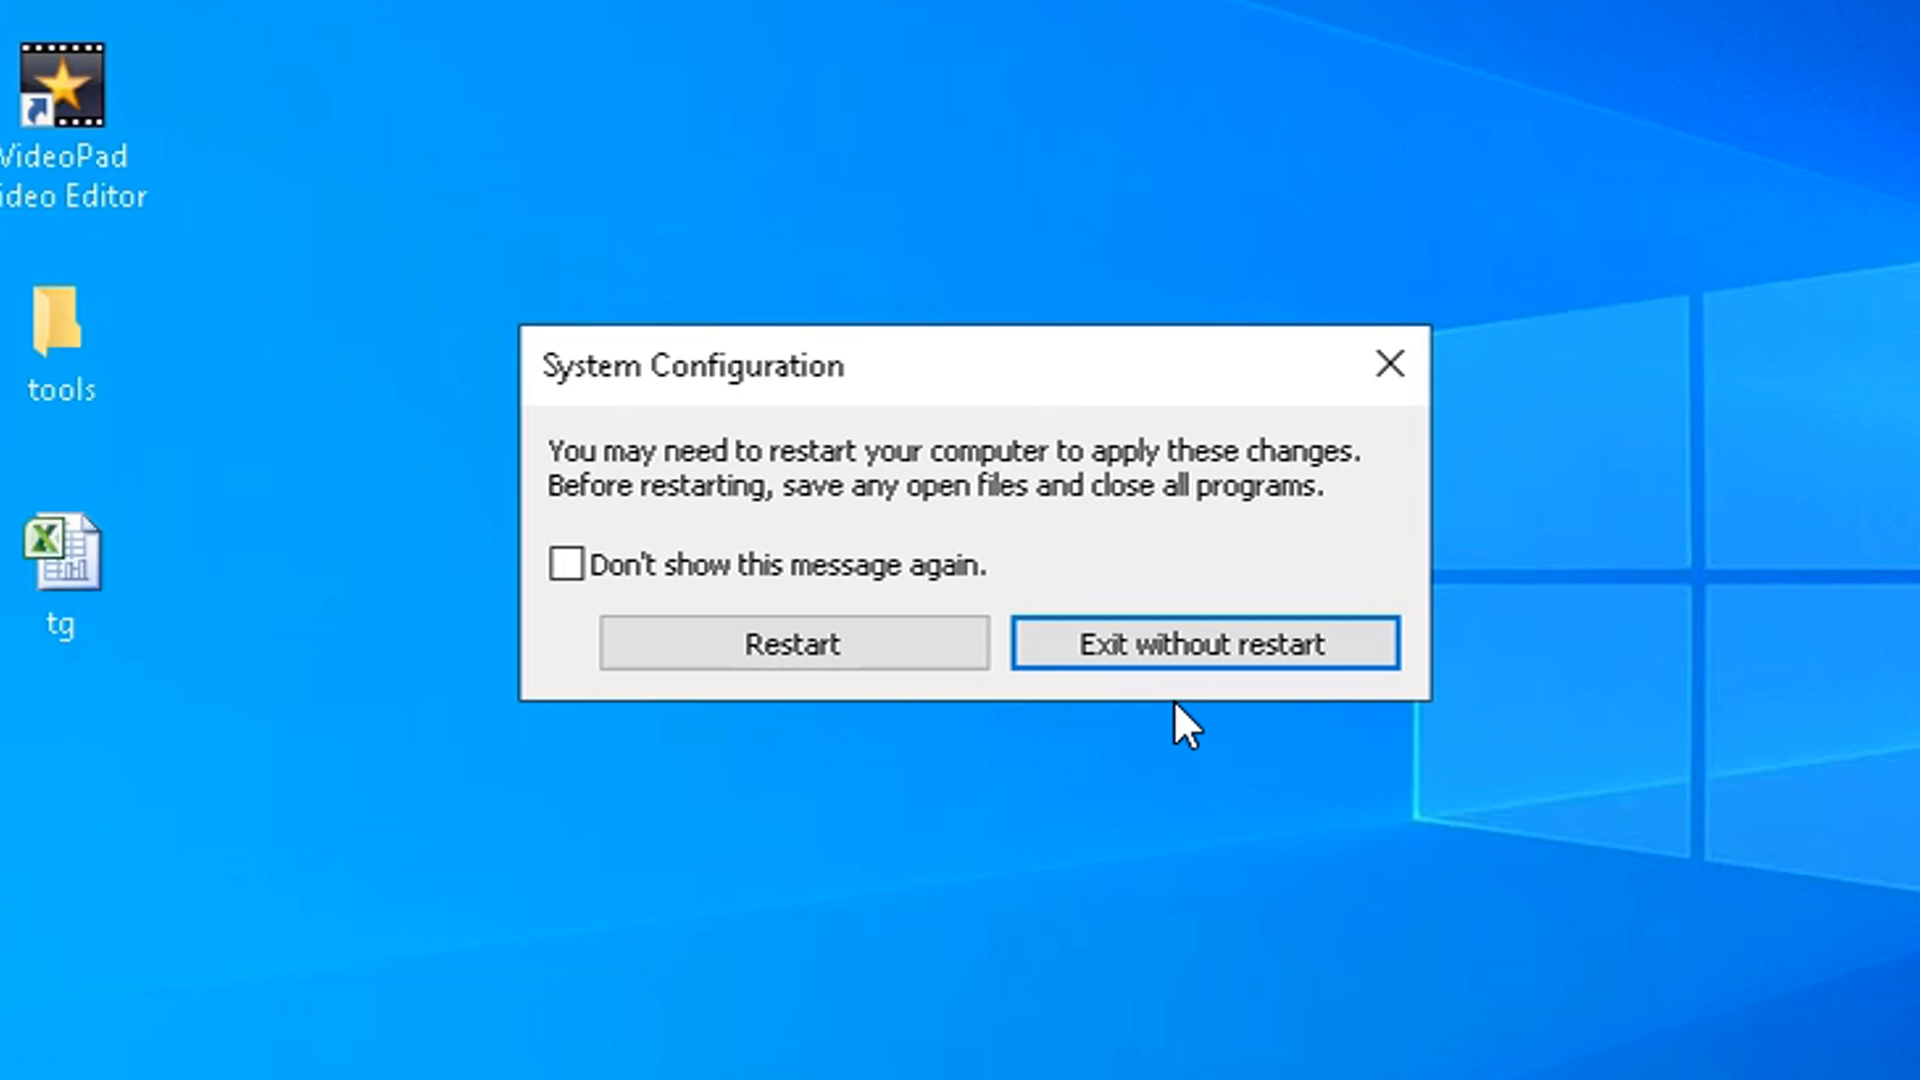 VideoPad
ideo Editor
tools
tg
System Configuration
You may need to restart your computer to apply these changes.
Before restarting, save any open files and close all programs.
Don't show this message again.
Restart
Exit without restart